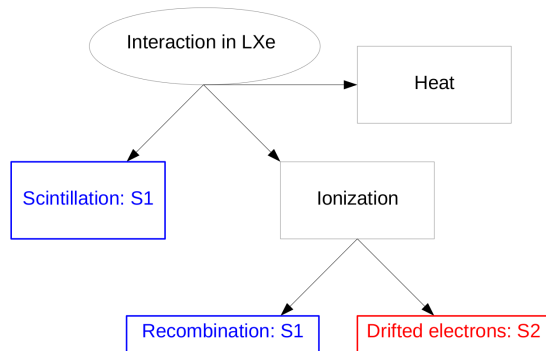 Interaction in LXe
Heat
Scintillation: S1
Ionization
Recombination: S1
Drifted electrons: S2